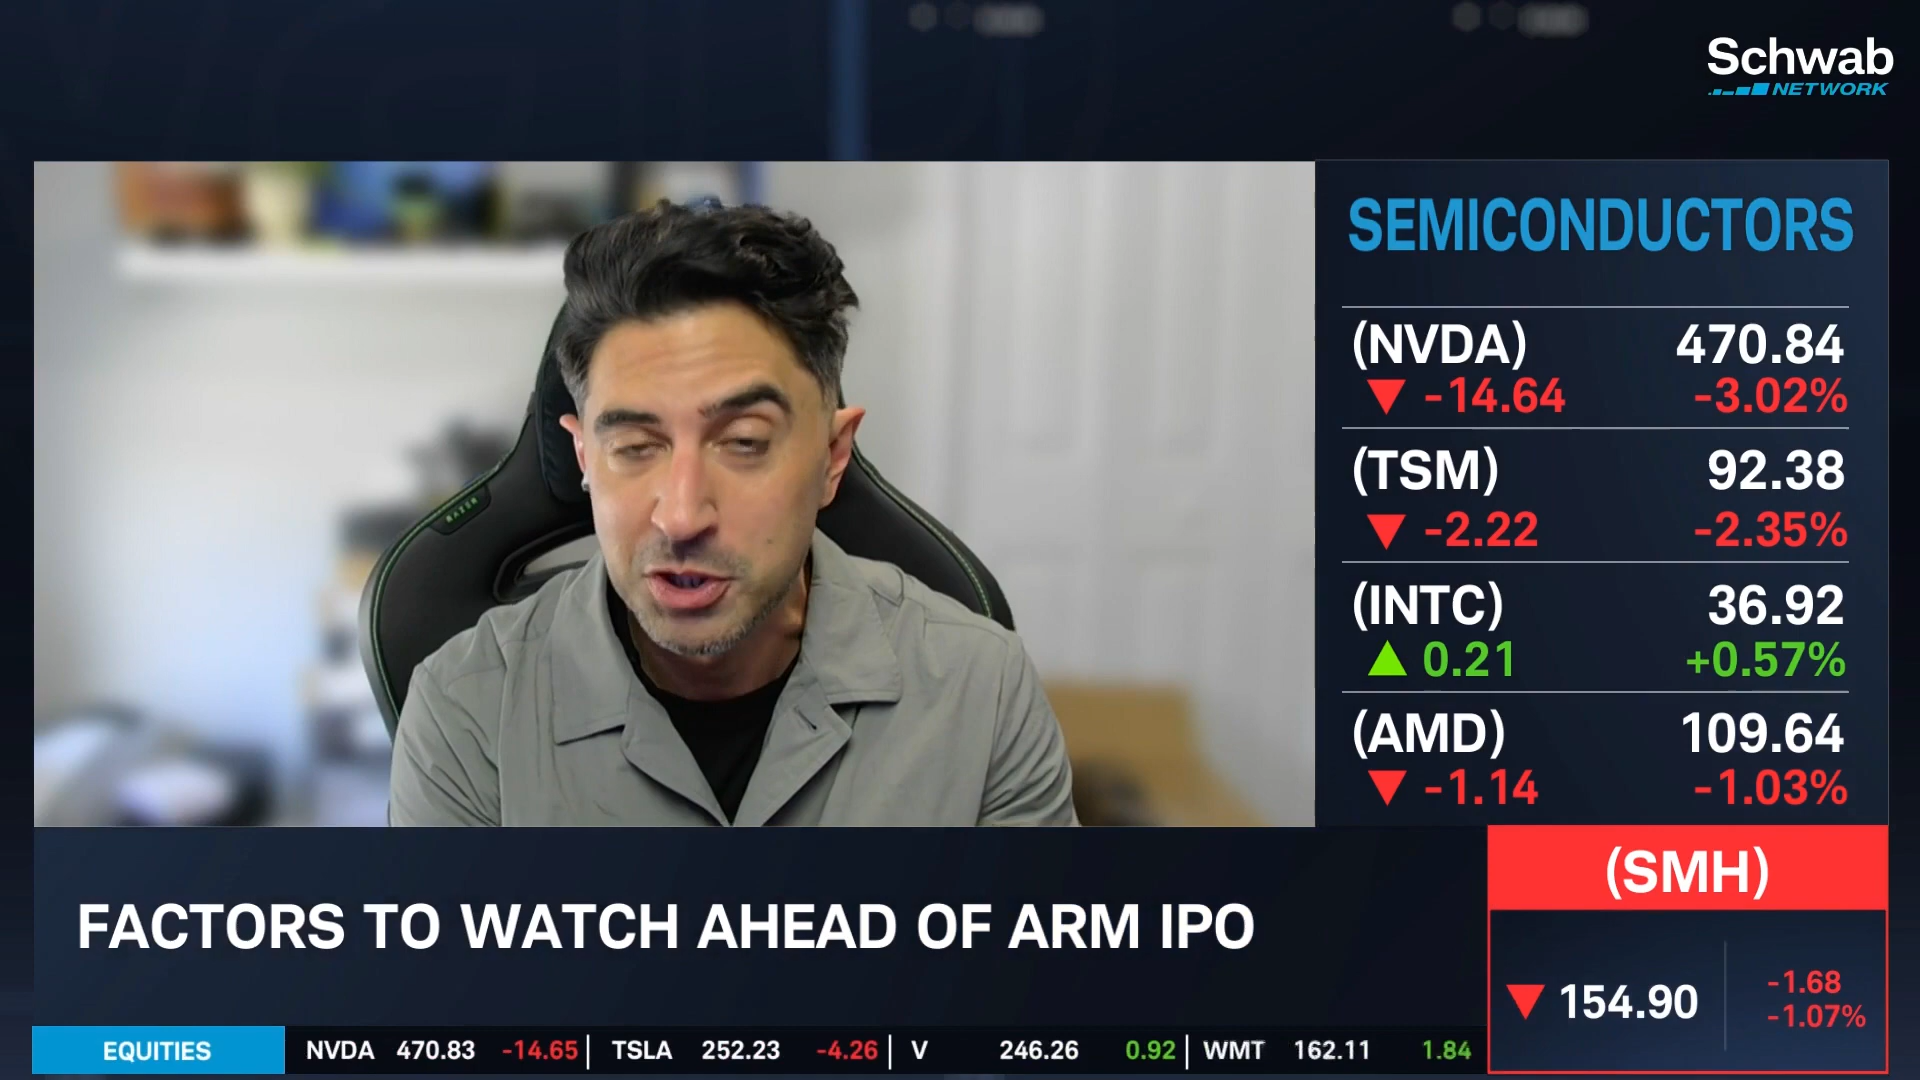 Schwab
NETWORK
RAZER
SEMICONDUCTORS
(NVDA) 470.84
▼ -14.64 -3.02%
(TSM) 92.38
▼ -2.22 -2.35%
(INTC) 36.92
▲ 0.21 +0.57%
(AMD) 109.64
▼ -1.14 -1.03%
FACTORS TO WATCH AHEAD OF ARM IPO
(SMH)
▼ 154.90 -1.68
-1.07%
EQUITIES NVDA 470.83 -14.65 | TSLA 252.23 -4.26 | V 246.26 0.92 | WMT 162.11 1.84